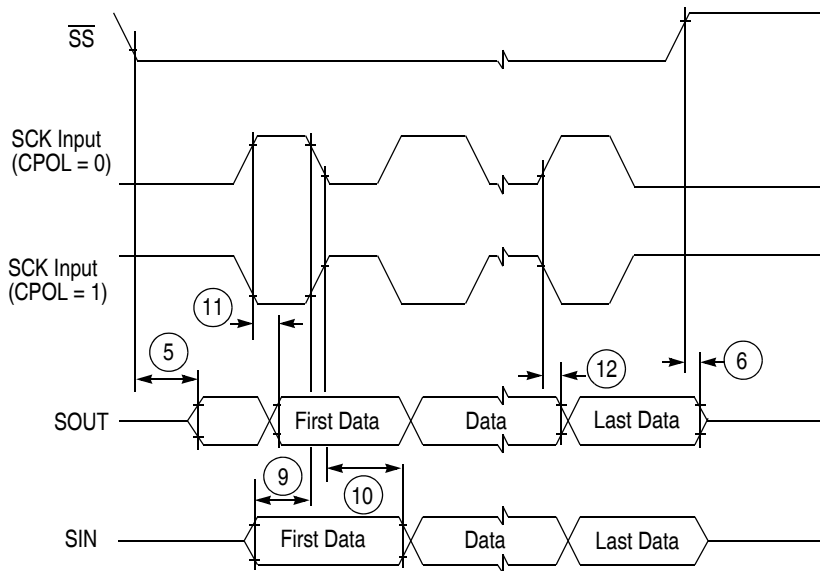 SS
SCK Input
(CPOL = 0)
SCK Input
(CPOL = 1)
11
5
12
6
SOUT
First Data
Data
Last Data
9
10
SIN
First Data
Data
Last Data